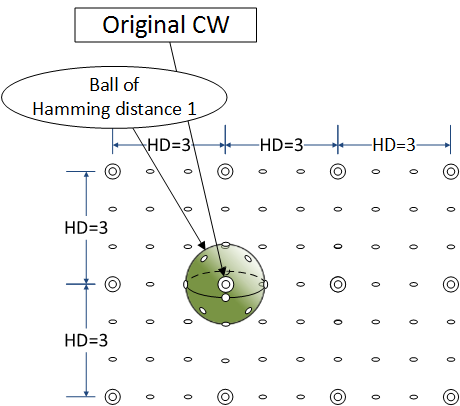 Original CW
Ball of
Hamming distance 1
HD=3 HD=3 HD=3
HD=3
HD=3